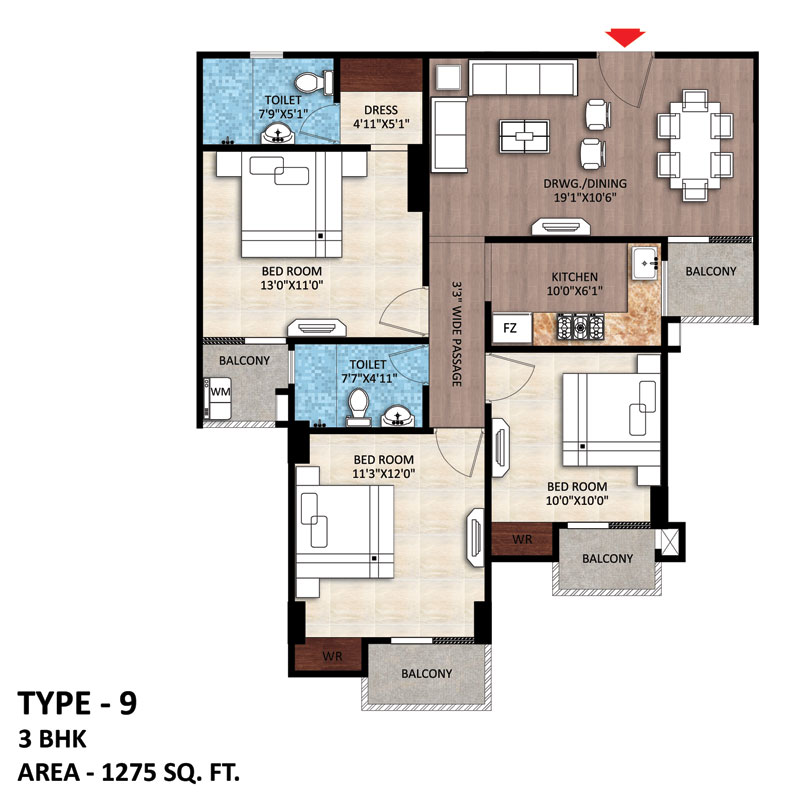 TOILET
7'9"X5'1"
DRESS
4'11"X5'1"
DRWG./DINING
19'1"X10'6"
BED ROOM
13'0"X11'0"
KITCHEN
10'0"X6'1"
BALCONY
FZ
3'3" WIDE PASSAGE
BALCONY
WM
TOILET
7'7"X4'11"
BED ROOM
11'3"X12'0"
BED ROOM
10'0"X10'0"
WR
BALCONY
WR
BALCONY
TYPE - 9
3 BHK
AREA - 1275 SQ. FT.